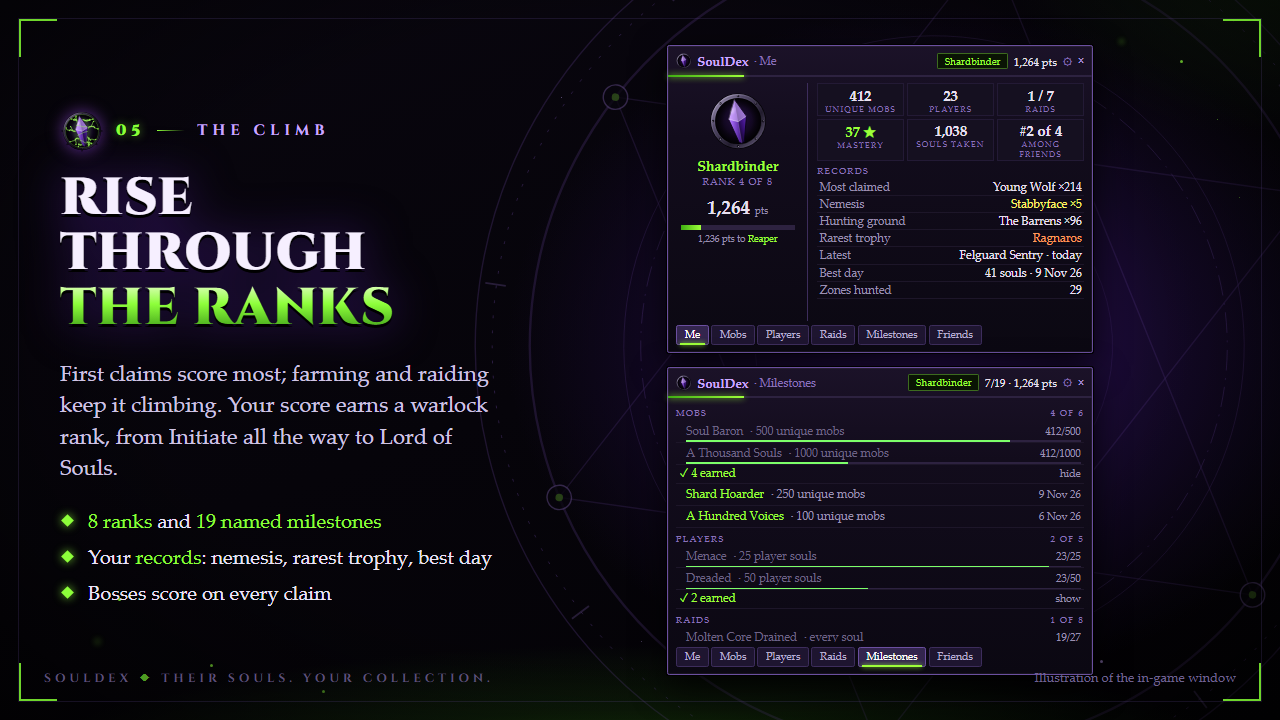 05 THE CLIMB
RISE
THROUGH
THE RANKS
First claims score most; farming and raiding
keep it climbing. Your score earns a warlock
rank, from Initiate all the way to Lord of
Souls.
8 ranks and 19 named milestones
Your records: nemesis, rarest trophy, best day
Bosses score on every claim
SOULDEX ◆ THEIR SOULS. YOUR COLLECTION.
SoulDex · Me Shardbinder 1,264 pts ×
Shardbinder
RANK 4 OF 8
1,264 pts
1,236 pts to Reaper
412 23 1 / 7
UNIQUE MOBS PLAYERS RAIDS
37 ★ 1,038 #2 of 4
MASTERY SOULS TAKEN AMONG
FRIENDS
RECORDS
Most claimed Young Wolf ×214
Nemesis Stabbyface ×5
Hunting ground The Barrens ×96
Rarest trophy Ragnaros
Latest Felguard Sentry · today
Best day 41 souls · 9 Nov 26
Zones hunted 29
Me Mobs Players Raids Milestones Friends
SoulDex · Milestones Shardbinder 7/19 · 1,264 pts ×
MOBS 4 OF 6
Soul Baron · 500 unique mobs 412/500
A Thousand Souls · 1000 unique mobs 412/1000
✓ 4 earned hide
Shard Hoarder · 250 unique mobs 9 Nov 26
A Hundred Voices · 100 unique mobs 6 Nov 26
PLAYERS 2 OF 5
Menace · 25 player souls 23/25
Dreaded · 50 player souls 23/50
✓ 2 earned show
RAIDS 1 OF 8
Molten Core Drained · every soul 19/27
Me Mobs Players Raids Milestones Friends
Illustration of the in-game window